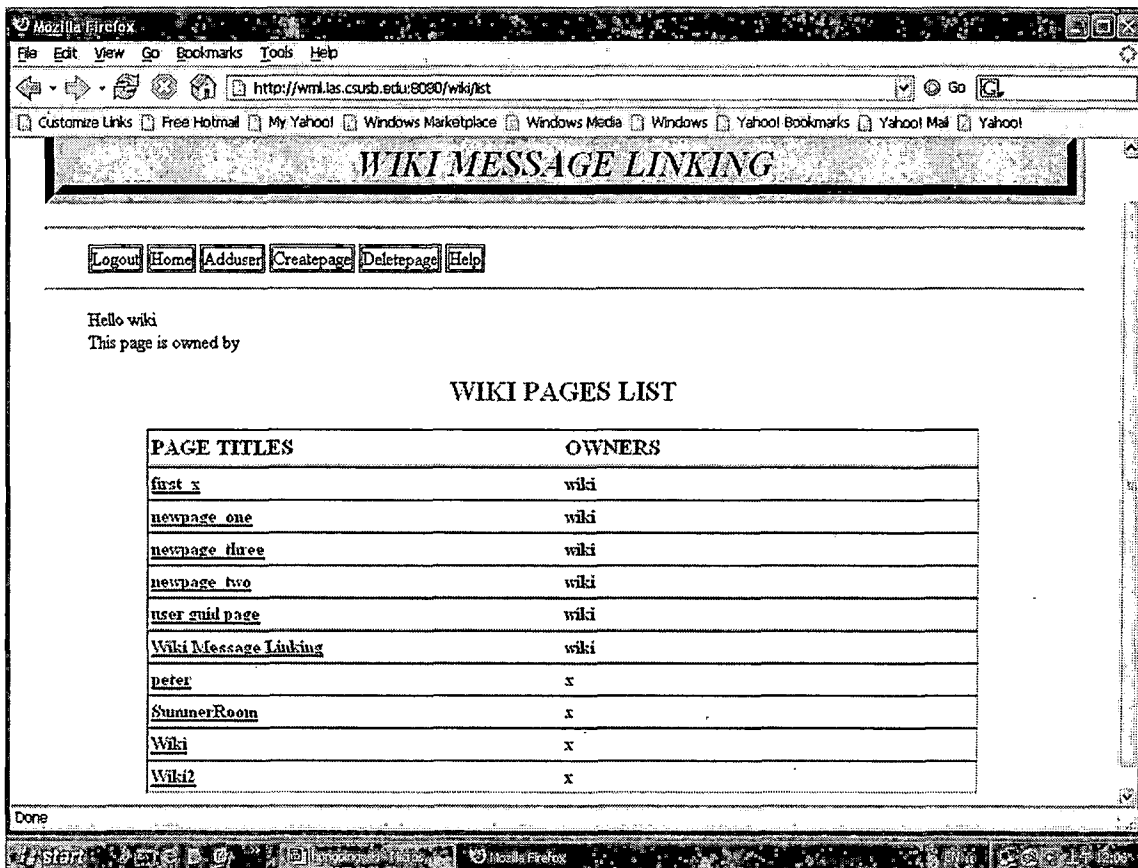 Mozilla Firefox
File Edit View Go Bookmarks Tools Help
http://wml.ias.csusb.edu:8080/wiki/list Go
Customize Links Free Hotmail My Yahoo! Windows Marketplace Windows Media Windows Yahoo! Bookmarks Yahoo! Mail Yahoo!
WIKI MESSAGE LINKING
Logout Home Adduser Createpage Deletepage Help
Hello wiki
This page is owned by
WIKI PAGES LIST
PAGE TITLES OWNERS
first_x wiki
newpage_one wiki
newpage_three wiki
newpage_two wiki
user guid page wiki
Wiki Message Linking wiki
peter x
SummerRoom x
Wiki x
Wiki2 x
Done
start Mozilla Firefox